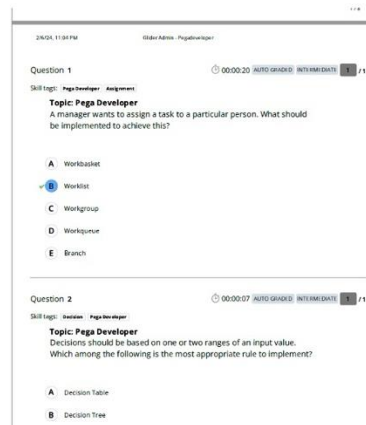 2/6/24, 11:04 PM Glider Admin - Pegadeveloper
Question 1 00:00:20 AUTO GRADED INTERMEDIATE 1 /1
Skill tags: Pega Developer Assignment
Topic: Pega Developer
A manager wants to assign a task to a particular person. What should
be implemented to achieve this?
A Workbasket
B Worklist
C Workgroup
D Workqueue
E Branch
Question 2 00:00:07 AUTO GRADED INTERMEDIATE 1 /1
Skill tags: Decision Pega Developer
Topic: Pega Developer
Decisions should be based on one or two ranges of an input value.
Which among the following is the most appropriate rule to implement?
A Decision Table
B Decision Tree